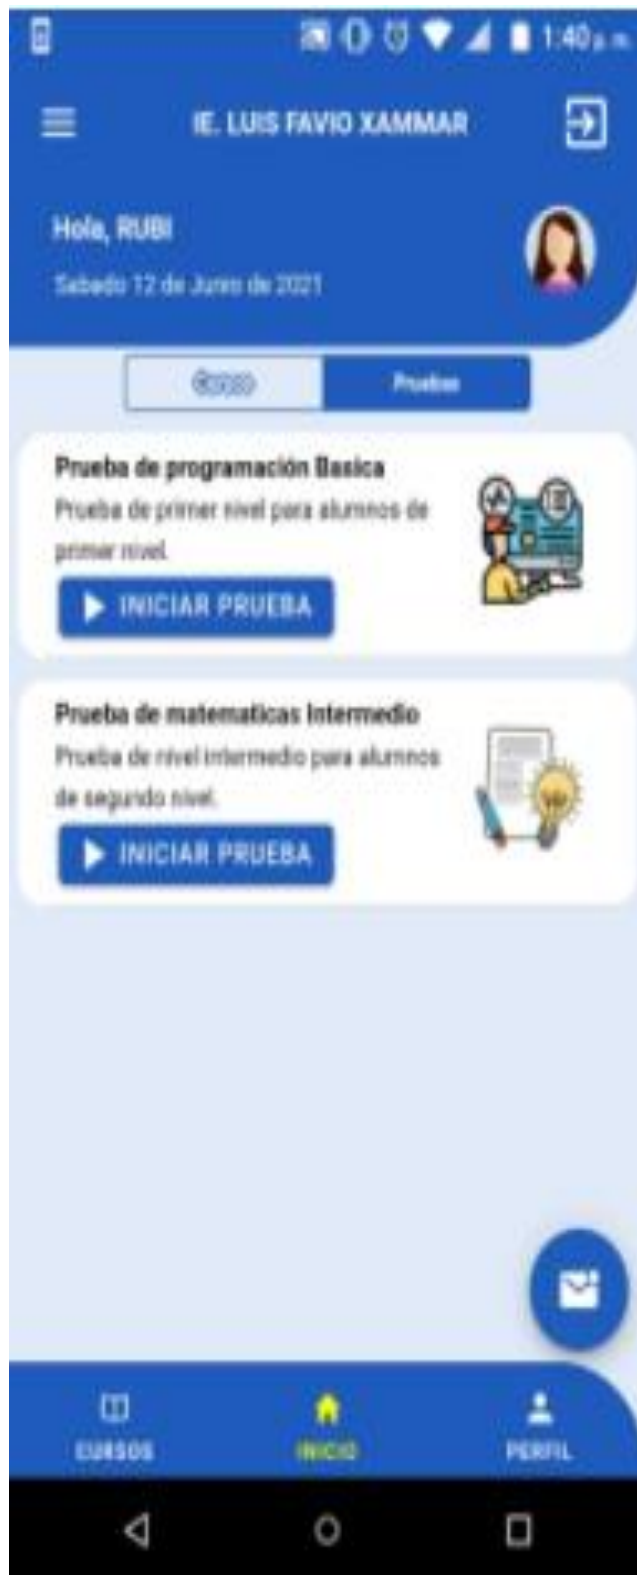 1:40 p. m.
IE. LUIS FAVIO XAMMAR
Hola, RUBI
Sabado 12 de Junio de 2021
Pruebas
Prueba de programación Basica
Prueba de primer nivel para alumnos de
primer nivel.
INICIAR PRUEBA
Prueba de matematicas Intermedio
Prueba de nivel intermedio para alumnos
de segundo nivel.
INICIAR PRUEBA
CURSOS
INICIO
PERFIL